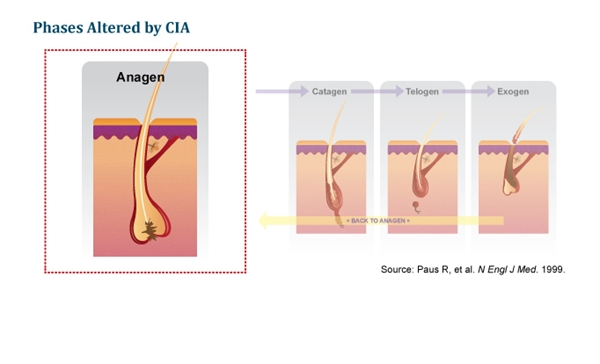 Phases Altered by CIA
Anagen
Catagen
Telogen
Exogen
« BACK TO ANAGEN «
Source: Paus R, et al. N Engl J Med. 1999.